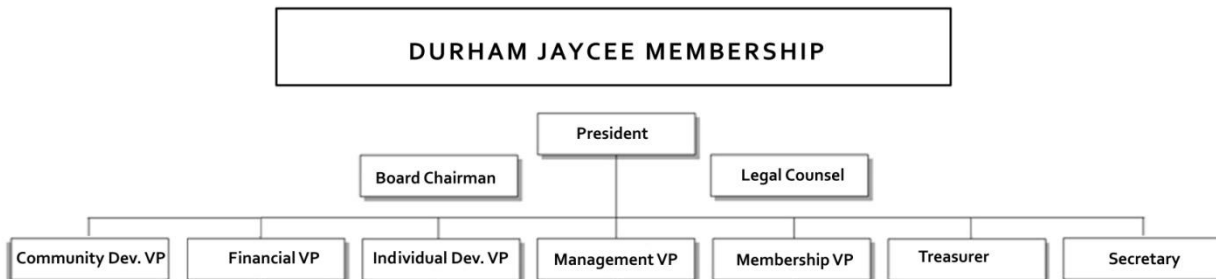 DURHAM JAYCEE MEMBERSHIP
President
Board Chairman
Legal Counsel
Community Dev. VP
Financial VP
Individual Dev. VP
Management VP
Membership VP
Treasurer
Secretary